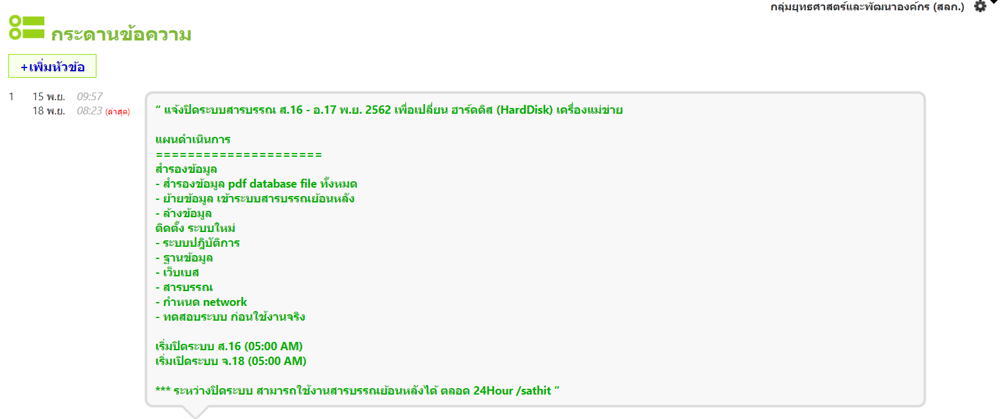 กลุ่มยุทธศาสตร์และพัฒนาองค์กร (สลก.)
กระดานข้อความ
+เพิ่มหัวข้อ
1 15 พ.ย. 09:57
18 พ.ย. 08:23 (ล่าสุด)
“ แจ้งปิดระบบสารบรรณ ส.16 - อ.17 พ.ย. 2562 เพื่อเปลี่ยน ฮาร์ดดิส (HardDisk) เครื่องแม่ข่าย
แผนดำเนินการ
=====================
สำรองข้อมูล
- สำรองข้อมูล pdf database file ทั้งหมด
- ย้ายข้อมูล เข้าระบบสารบรรณย้อนหลัง
- ล้างข้อมูล
ติดตั้ง ระบบใหม่
- ระบบปฎิบัติการ
- ฐานข้อมูล
- เว็บเบส
- สารบรรณ
- กำหนด network
- ทดสอบระบบ ก่อนใช้งานจริง
เริ่มปิดระบบ ส.16 (05:00 AM)
เริ่มเปิดระบบ จ.18 (05:00 AM)
*** ระหว่างปิดระบบ สามารถใช้งานสารบรรณย้อนหลังได้ ตลอด 24Hour /sathit ”